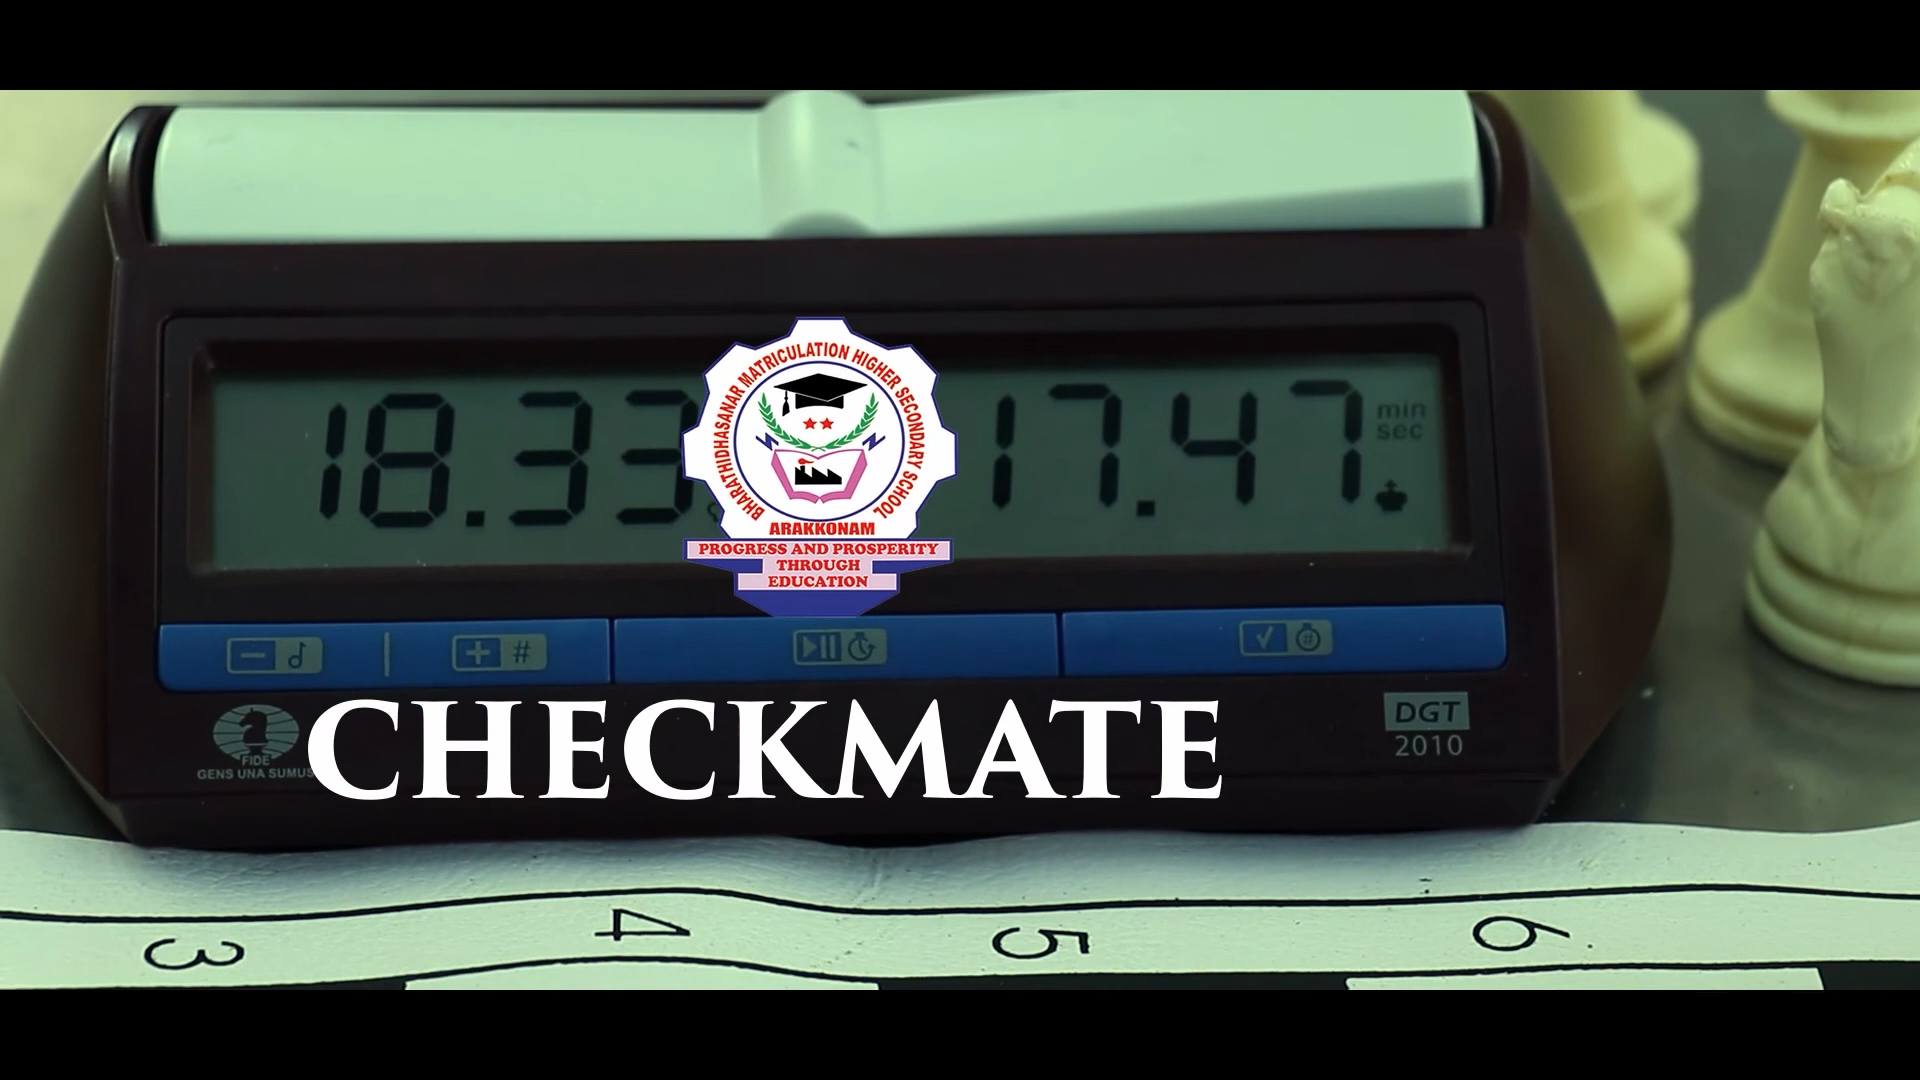 BHARATHIDHASANAR MATRICULATION HIGHER SECONDARY SCHOOL
18.33
17.47
min
sec
ARAKKONAM
PROGRESS AND PROSPERITY
THROUGH
EDUCATION
#
#
FIDE
GENS UNA SUMUS
CHECKMATE
DGT
2010
3
4
5
6